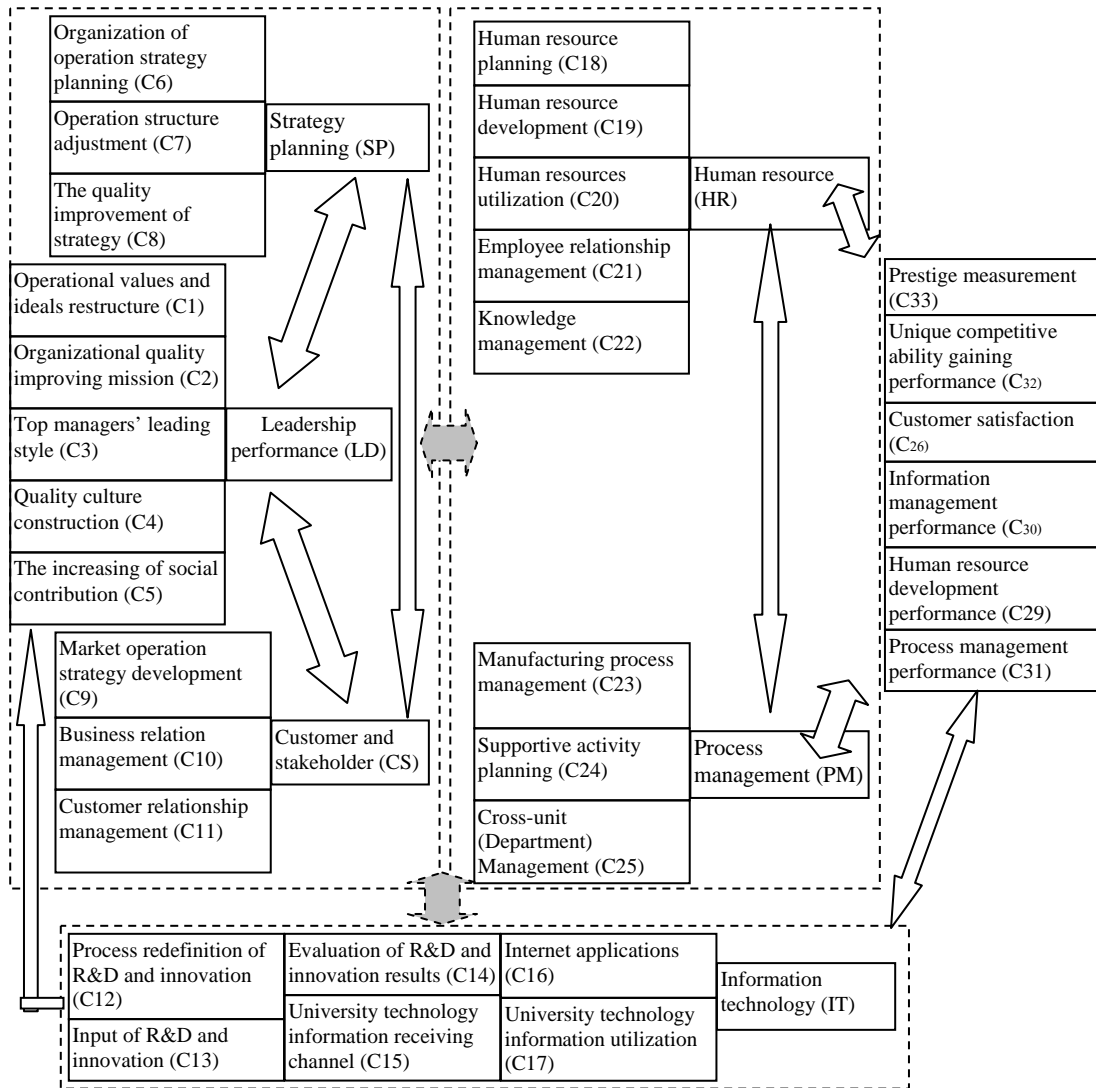 Organization of
operation strategy
planning (C6)
Operation structure
adjustment (C7)
The quality
improvement of
strategy (C8)
Strategy
planning (SP)
Operational values and
ideals restructure (C1)
Organizational quality
improving mission (C2)
Top managers’ leading
style (C3)
Quality culture
construction (C4)
The increasing of social
contribution (C5)
Leadership
performance (LD)
Market operation
strategy development
(C9)
Business relation
management (C10)
Customer relationship
management (C11)
Customer and
stakeholder (CS)
Human resource
planning (C18)
Human resource
development (C19)
Human resources
utilization (C20)
Employee relationship
management (C21)
Knowledge
management (C22)
Human resource
(HR)
Manufacturing process
management (C23)
Supportive activity
planning (C24)
Cross-unit
(Department)
Management (C25)
Process
management (PM)
Prestige measurement
(C33)
Unique competitive
ability gaining
performance (C32)
Customer satisfaction
(C26)
Information
management
performance (C30)
Human resource
development
performance (C29)
Process management
performance (C31)
Process redefinition of
R&D and innovation
(C12)
Input of R&D and
innovation (C13)
Evaluation of R&D and
innovation results (C14)
University technology
information receiving
channel (C15)
Internet applications
(C16)
University technology
information utilization
(C17)
Information
technology (IT)